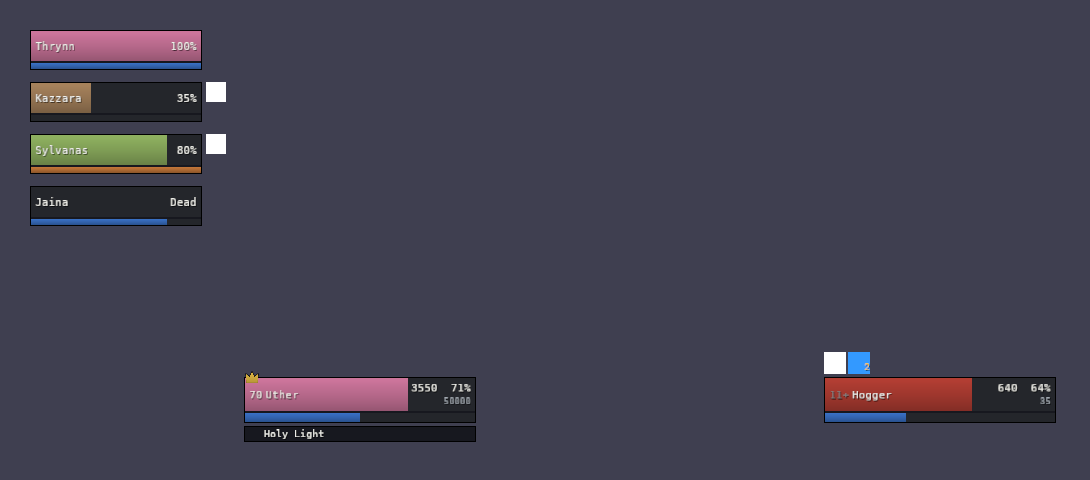 Thrynn 100%
Kazzara 35%
Sylvanas 80%
Jaina Dead
2
70 Uther 3550 71%
50000
11+ Hogger 640 64%
35
Holy Light